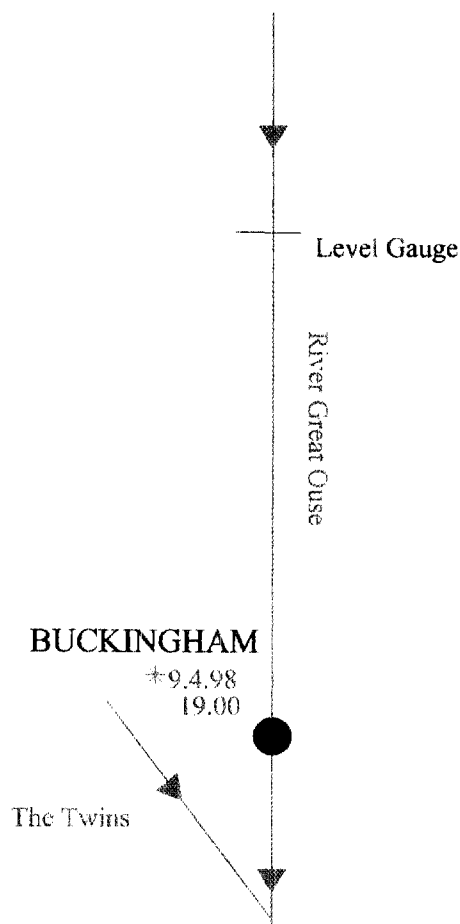 Level Gauge
River Great Ouse
BUCKINGHAM
*9.4.98
19.00
The Twins